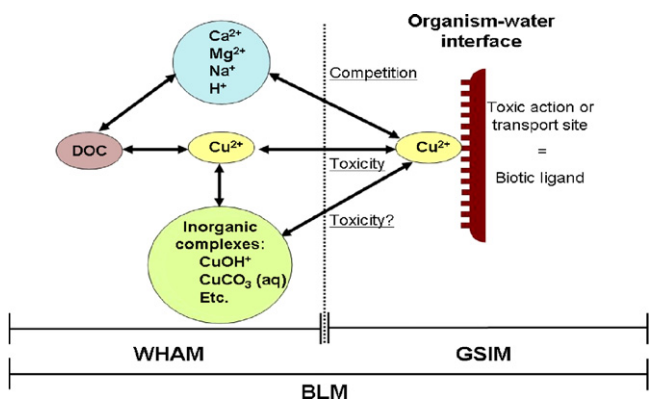 Organism-water
interface
Ca²⁺
Mg²⁺
Na⁺
H⁺
Competition
DOC
Cu²⁺
Toxicity
Cu²⁺
Toxic action or
transport site
=
Biotic ligand
Toxicity?
Inorganic
complexes:
CuOH⁺
CuCO₃ (aq)
Etc.
WHAM
GSIM
BLM